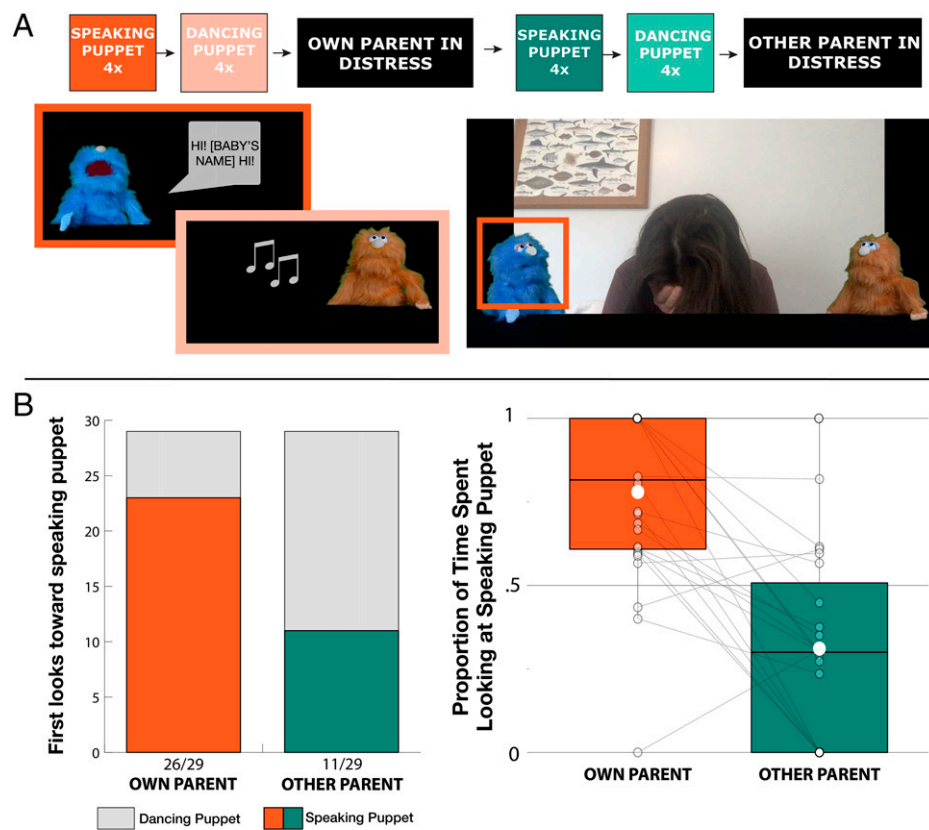 A
SPEAKING
PUPPET
4x
DANCING
PUPPET
4X
OWN PARENT IN
DISTRESS
SPEAKING
PUPPET
4x
DANCING
PUPPET
4x
OTHER PARENT IN
DISTRESS
HI! [BABY'S
NAME] HI!
B
First looks toward speaking puppet
30
25
20
15
10
5
0
26/29
11/29
OWN PARENT
OTHER PARENT
Dancing Puppet
Speaking Puppet
Proportion of Time Spent
Looking at Speaking Puppet
1
.5
0
OWN PARENT
OTHER PARENT